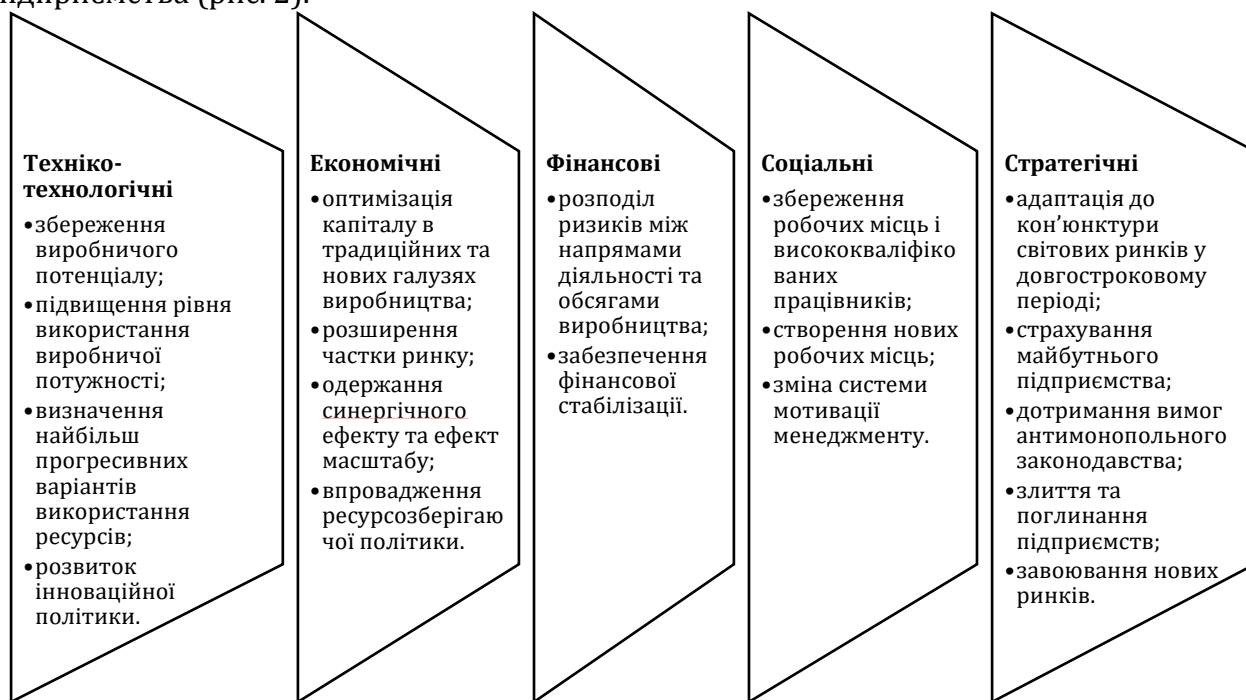 підприємства (рис. 2).
Техніко-
технологічні
•збереження
виробничого
потенціалу;
•підвищення рівня
використання
виробничої
потужності;
•визначення
найбільш
прогресивних
варіантів
використання
ресурсів;
•розвиток
інноваційної
політики.
Економічні
•оптимізація
капіталу в
традиційних та
нових галузях
виробництва;
•розширення
частки ринку;
•одержання
синергічного
ефекту та ефект
масштабу;
•впровадження
ресурсозберігаю
чої політики.
Фінансові
•розподіл
ризиків між
напрямами
діяльності та
обсягами
виробництва;
•забезпечення
фінансової
стабілізації.
Соціальні
•збереження
робочих місць і
висококваліфіко
ваних
працівників;
•створення нових
робочих місць;
•зміна системи
мотивації
менеджменту.
Стратегічні
•адаптація до
кон’юнктури
світових ринків у
довгостроковому
періоді;
•страхування
майбутнього
підприємства;
•дотримання вимог
антимонопольного
законодавства;
•злиття та
поглинання
підприємств;
•завоювання нових
ринків.